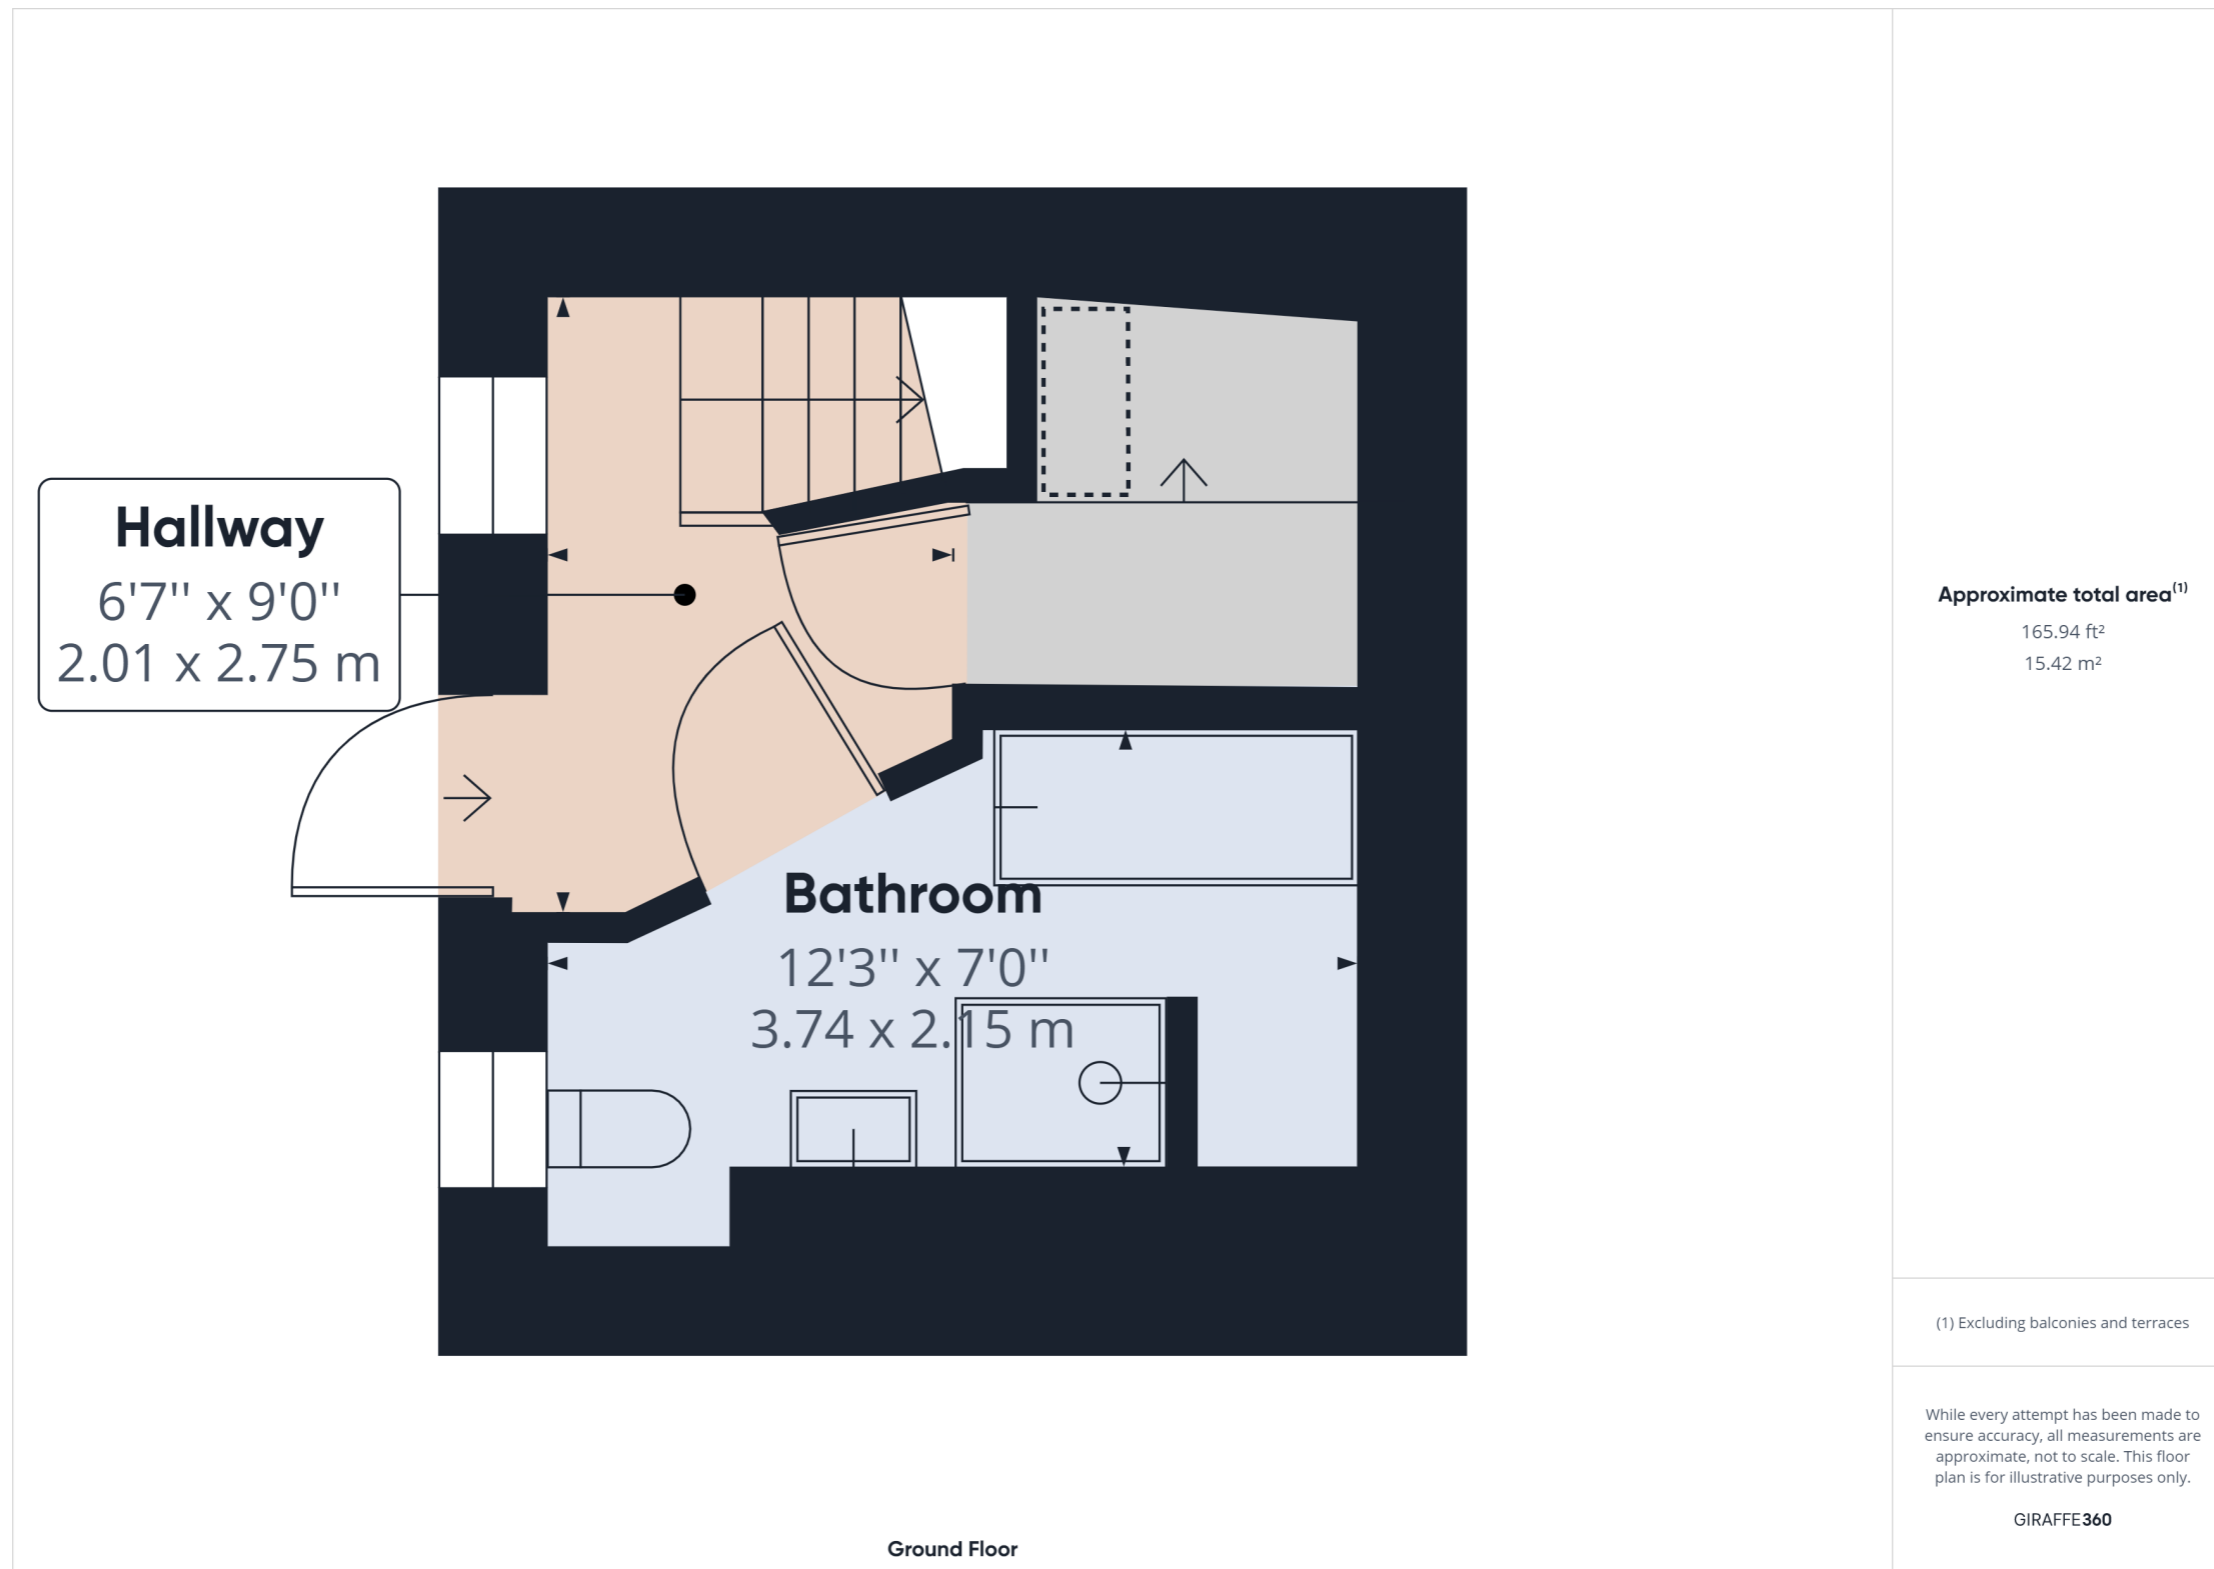 Hallway
6'7'' x 9'0''
2.01 x 2.75 m
Bathroom
12'3'' x 7'0''
3.74 x 2.15 m
Ground Floor
Approximate total area(1)
165.94 ft²
15.42 m²
(1) Excluding balconies and terraces
While every attempt has been made to
ensure accuracy, all measurements are
approximate, not to scale. This floor
plan is for illustrative purposes only.
GIRAFFE360